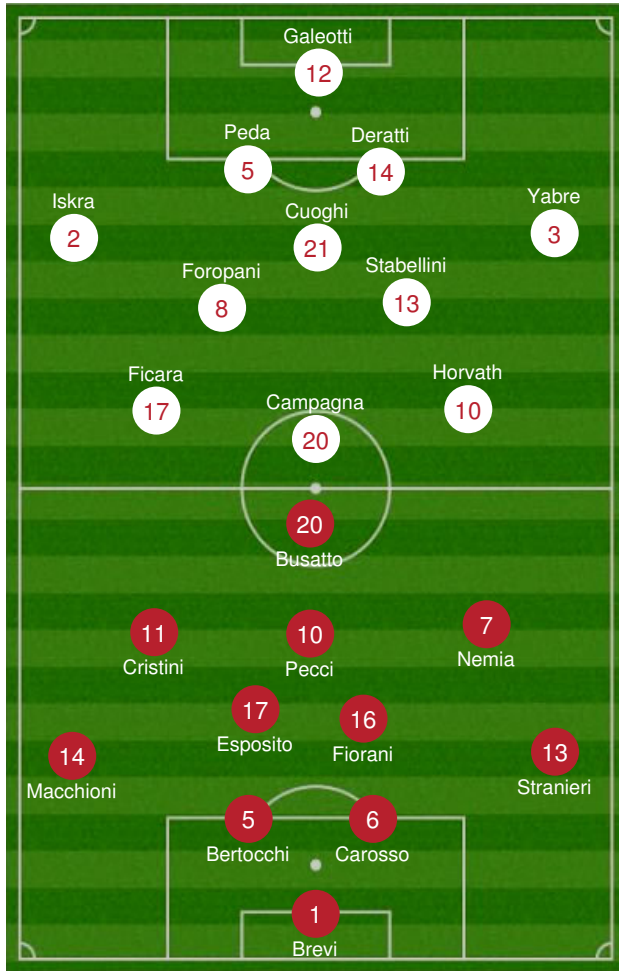 Galeotti
12
Peda
5
Deratti
14
Iskra
2
Cuoghi
21
Yabre
3
Foropani
8
Stabellini
13
Ficara
17
Campagna
20
Horvath
10
20
Busatto
11
Cristini
10
Pecci
7
Nemia
17
Esposito
16
Fiorani
14
Macchioni
13
Stranieri
5
Bertocchi
6
Carosso
1
Brevi